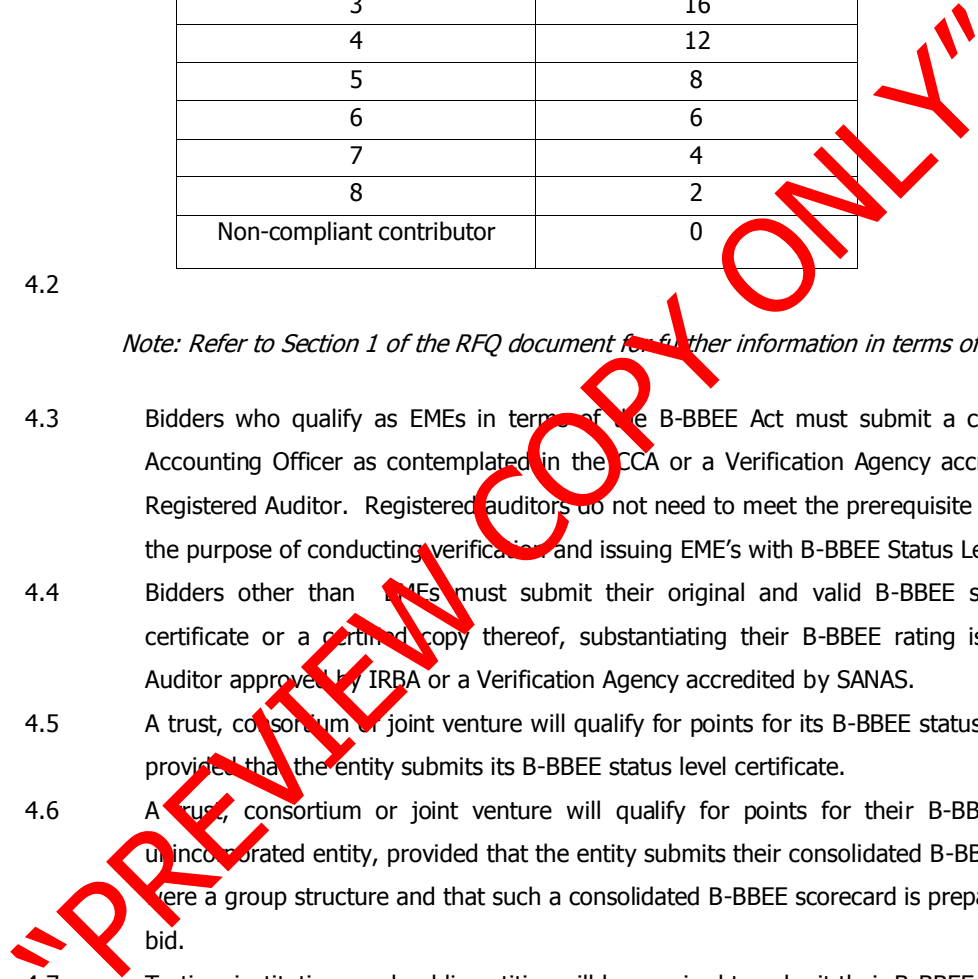 3 16
4 12
5 8
6 6
7 4
8 2
Non-compliant contributor 0
4.2
Note: Refer to Section 1 of the RFQ document for further information in terms of
4.3 Bidders who qualify as EMEs in terms of the B-BBEE Act must submit a c
Accounting Officer as contemplated in the CCA or a Verification Agency accr
Registered Auditor. Registered auditors do not need to meet the prerequisite
the purpose of conducting verification and issuing EME's with B-BBEE Status Le
4.4 Bidders other than EMEs must submit their original and valid B-BBEE s
certificate or a certified copy thereof, substantiating their B-BBEE rating is
Auditor approved by IRBA or a Verification Agency accredited by SANAS.
4.5 A trust, consortium or joint venture will qualify for points for its B-BBEE status
provided that the entity submits its B-BBEE status level certificate.
4.6 A trust, consortium or joint venture will qualify for points for their B-BB
unincorporated entity, provided that the entity submits their consolidated B-BB
were a group structure and that such a consolidated B-BBEE scorecard is prepa
bid.
"PREVIEW COPY ONLY"